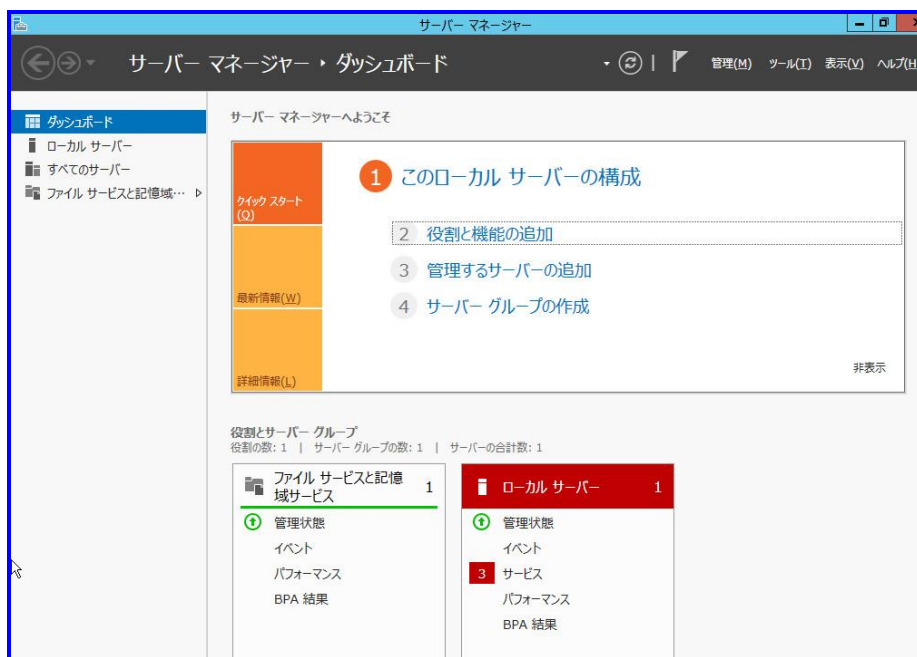 サーバー マネージャー
サーバー マネージャー ・ ダッシュボード
管理(M) ツール(T) 表示(V) ヘルプ(H
ダッシュボード
ローカル サーバー
すべてのサーバー
ファイル サービスと記憶域…
サーバー マネージャーへようこそ
クイック スタート
(Q)
最新情報(W)
詳細情報(L)
1 このローカル サーバーの構成
2 役割と機能の追加
3 管理するサーバーの追加
4 サーバー グループの作成
非表示
役割とサーバー グループ
役割の数: 1 | サーバー グループの数: 1 | サーバーの合計数: 1
ファイル サービスと記憶
域サービス 1
管理状態
イベント
パフォーマンス
BPA 結果
ローカル サーバー 1
管理状態
イベント
3 サービス
パフォーマンス
BPA 結果